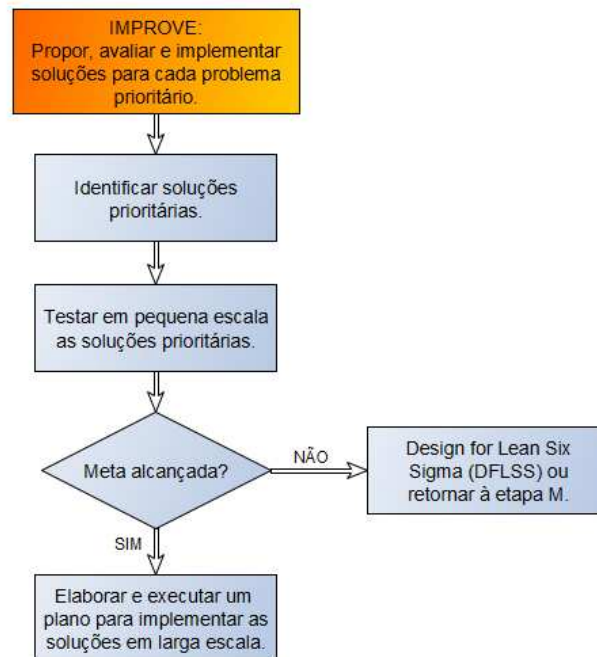 IMPROVE:
Propor, avaliar e implementar
soluções para cada problema
prioritário.
Identificar soluções
prioritárias.
Testar em pequena escala
as soluções prioritárias.
Meta alcançada?
NÃO
Design for Lean Six
Sigma (DFLSS) ou
retornar à etapa M.
SIM
Elaborar e executar um
plano para implementar as
soluções em larga escala.